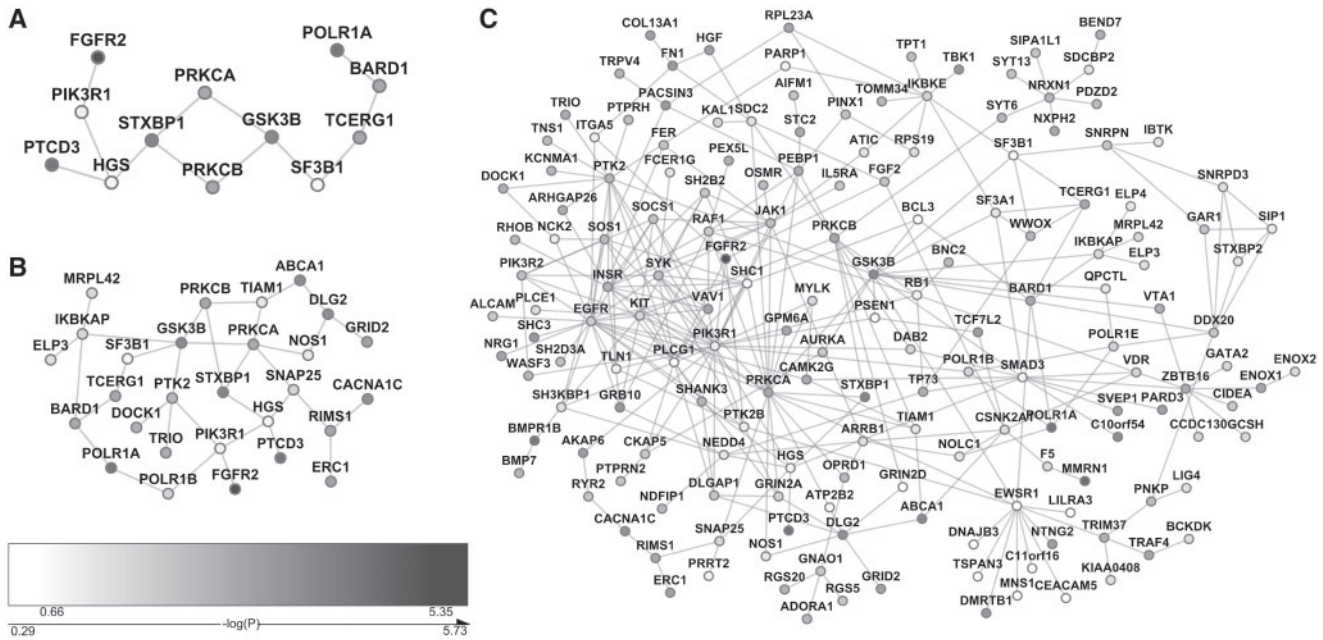 A
FGFR2
POLR1A
PRKCA
BARD1
PIK3R1
STXBP1
GSK3B
TCERG1
PTCD3
HGS
PRKCB
SF3B1
B
MRPL42
ABCA1
PRKCB
TIAM1
DLG2
IKBKAP
GSK3B
PRKCA
GRID2
ELP3
SF3B1
NOS1
TCERG1
PTK2
STXBP1
SNAP25
CACNA1C
DOCK1
HGS
RIMS1
BARD1
TRIO
PIK3R1
PTCD3
POLR1A
POLR1B
FGFR2
ERC1
0.66
5.35
-log(P)
0.29
5.73
C
COL13A1
HGF
RPL23A
BEND7
FN1
PARP1
TPT1
SIPA1L1
SDCBP2
TRPV4
TBK1
SYT13
NRXN1
PACSIN3
AIFM1
TOMM34
IKBKE
PDZD2
TRIO
PTPRH
KAL1
SDC2
PINX1
SYT6
NXPH2
ITGA5
STC2
TNS1
FER
ATIC
RPS19
SF3B1
SNRPN
IBTK
KCNMA1
PTK2
FCER1G
PEX5L
PEBP1
DOCK1
SH2B2
OSMR
IL5RA
FGF2
SNRPD3
TCERG1
ELP4
ARHGAP26
SOCS1
RAF1
JAK1
BCL3
SF3A1
RHOB
NCK2
SOS1
PRKCB
WWOX
MRPL42
GAR1
SIP1
FGFR2
IKBKAP
STXBP2
PIK3R2
INSR
SYK
SHC1
GSK3B
BNC2
ELP3
RB1
BARD1
QPCTL
ALCAM
PLCE1
EGFR
KIT
VAV1
MYLK
PSEN1
VTA1
SHC3
GPM6A
TCF7L2
DDX20
NRG1
SH2D3A
PIK3R1
AURKA
DAB2
POLR1E
WASF3
TLN1
PLCG1
CAMK2G
POLR1B
SMAD3
VDR
GATA2
ENOX2
PRKCA
STXBP1
TP73
ZBTB16
ENOX1
SH3KBP1
GRB10
SHANK3
SVEP1
PARD3
CIDEA
BMPR1B
PTK2B
TIAM1
CSNK2A1
POLR1A
C10orf54
CCDC130
GCSH
AKAP6
CKAP5
NEDD4
ARRB1
NOLC1
BMP7
HGS
F5
MMRN1
PTPRN2
OPRD1
GRIN2D
LIG4
RYR2
DLGAP1
GRIN2A
EWSR1
LILRA3
PNKP
NDFIP1
ATP2B2
ABCA1
CACNA1C
SNAP25
PTCD3
DLG2
DNAJB3
NTNG2
TRIM37
BCKDK
RIMS1
NOS1
C11orf16
TRAF4
PRRT2
GNAO1
TSPAN3
KIAA0408
ERC1
RGS20
RGS5
GRID2
MNS1
CEACAM5
ADORA1
DMRTB1